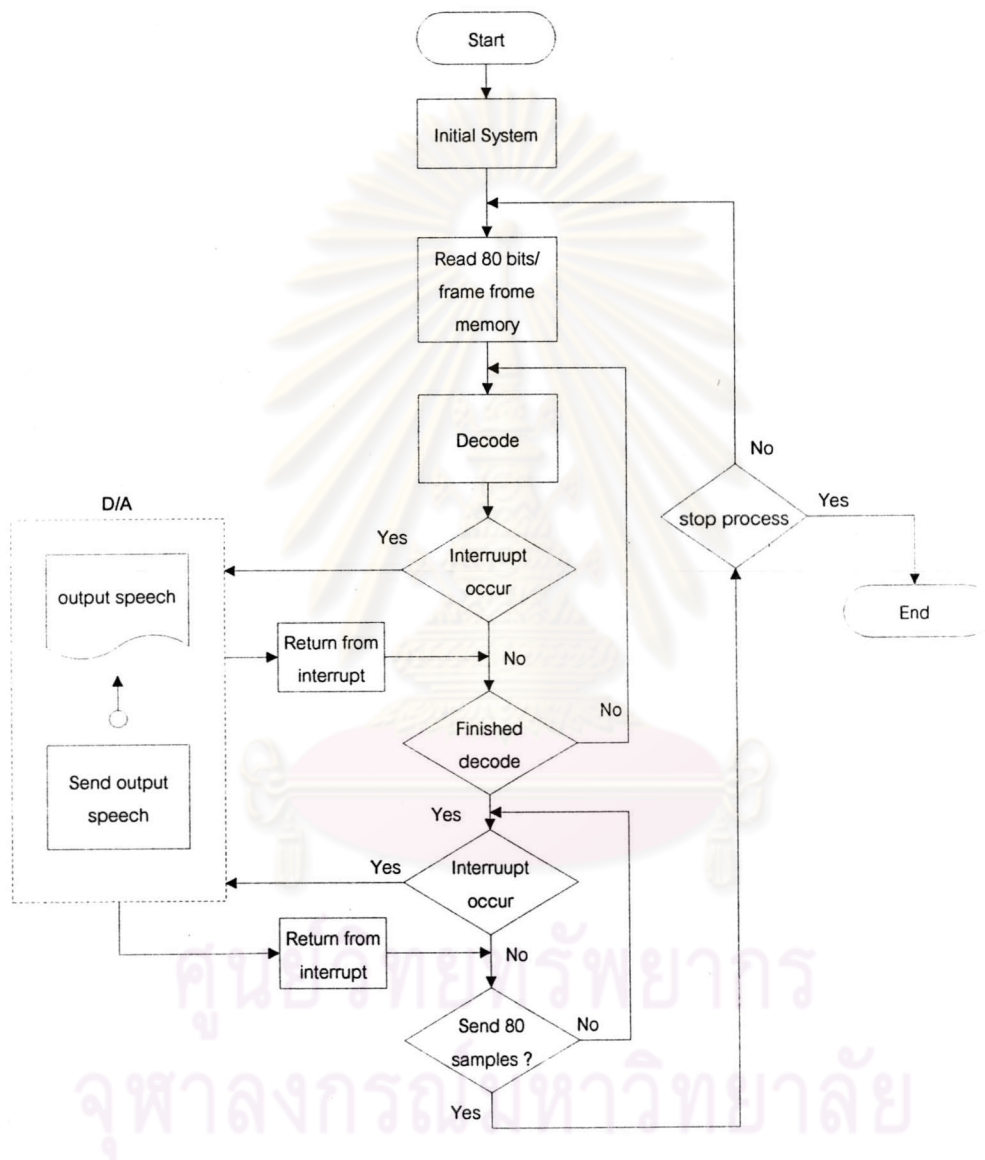 Start
Initial System
Read 80 bits/
frame frome
memory
Decode
No
stop process
Yes
End
D/A
Yes
Interruupt
occur
output speech
Return from
interrupt
No
No
Finished
decode
Send output
speech
Yes
Yes
Interruupt
occur
Return from
interrupt
No
Send 80
samples ?
No
Yes
ศูนย์วิทยทรัพยากร
จุฬาลงกรณ์มหาวิทยาลัย